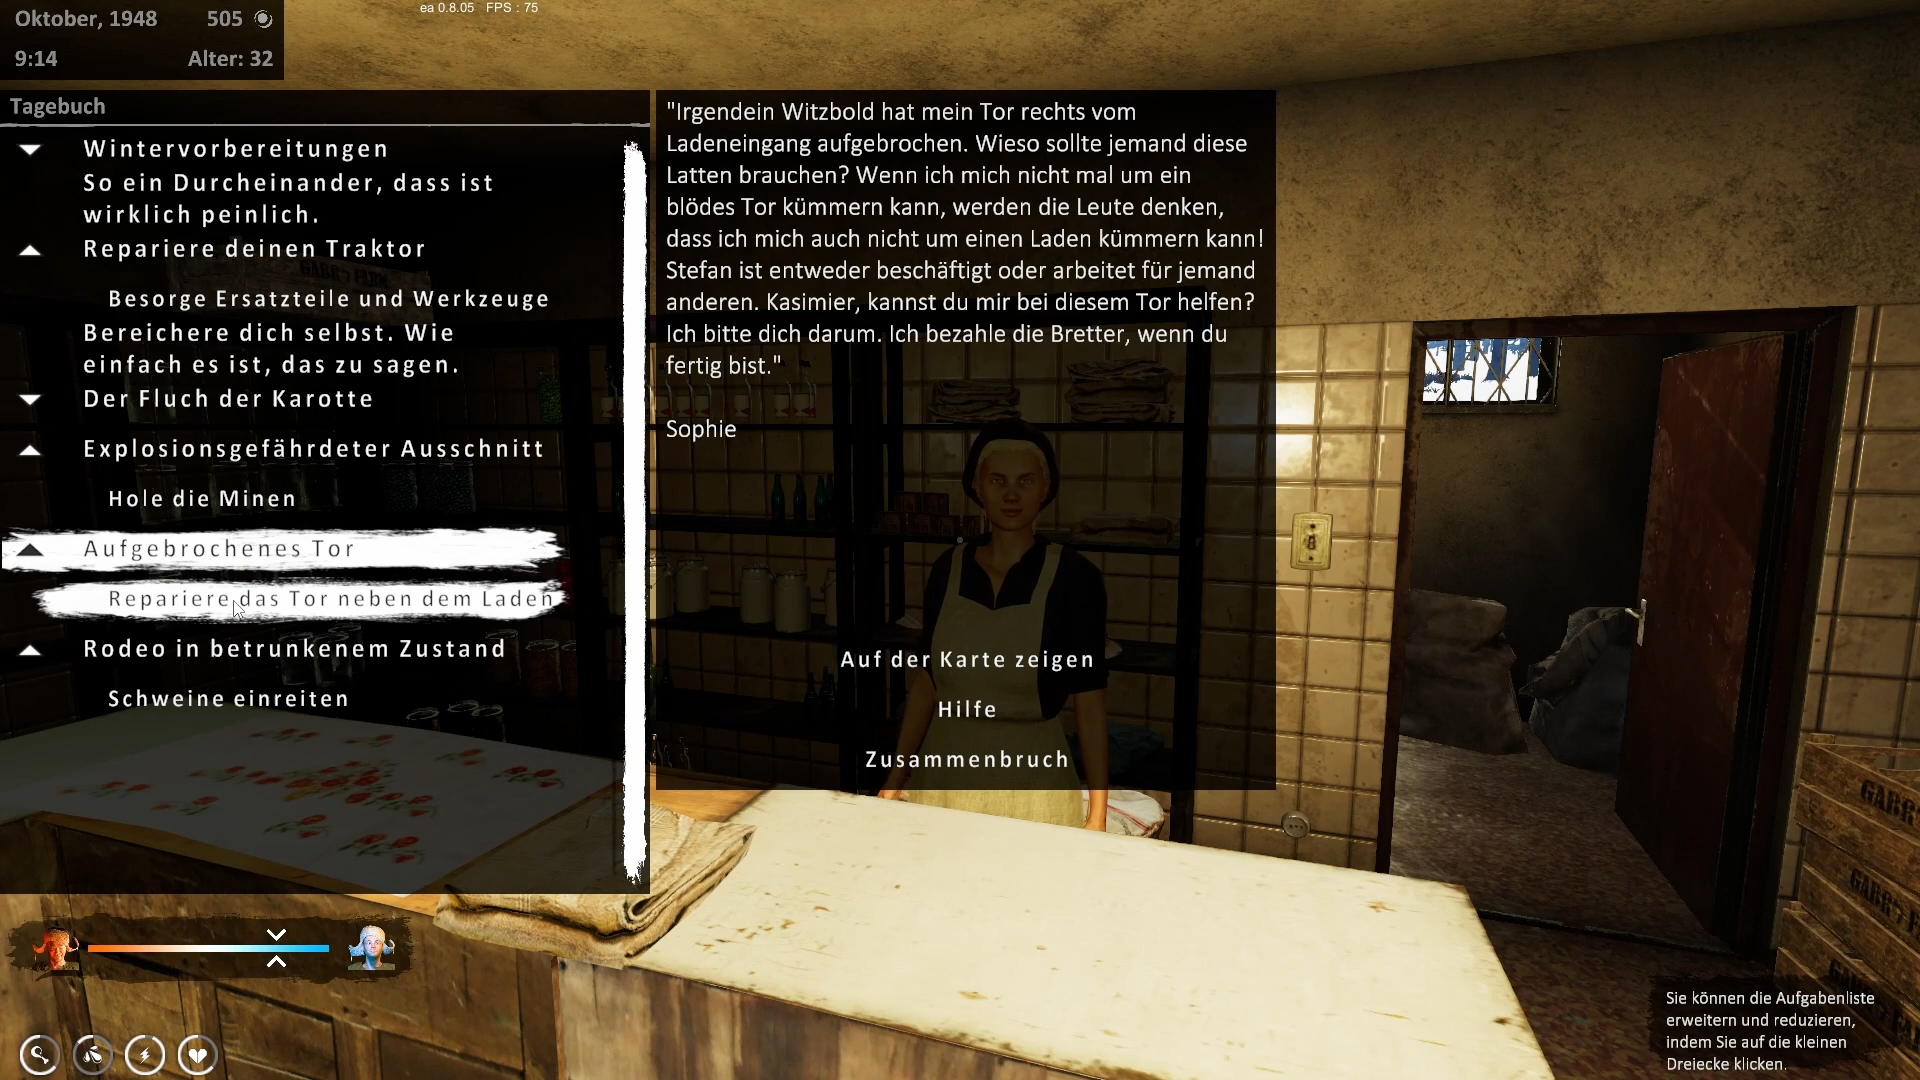 Oktober, 1948 505
ea 0.8.05 FPS : 75
9:14 Alter: 32
Tagebuch
Wintervorbereitungen
So ein Durcheinander, dass ist
wirklich peinlich.
Repariere deinen Traktor
Besorge Ersatzteile und Werkzeuge
Bereichere dich selbst. Wie
einfach es ist, das zu sagen.
Der Fluch der Karotte
Explosionsgefährdeter Ausschnitt
Hole die Minen
Aufgebrochenes Tor
Repariere das Tor neben dem Laden
Rodeo in betrunkenem Zustand
Schweine einreiten
"Irgendein Witzbold hat mein Tor rechts vom
Ladeneingang aufgebrochen. Wieso sollte jemand diese
Latten brauchen? Wenn ich mich nicht mal um ein
blödes Tor kümmern kann, werden die Leute denken,
dass ich mich auch nicht um einen Laden kümmern kann!
Stefan ist entweder beschäftigt oder arbeitet für jemand
anderen. Kasimier, kannst du mir bei diesem Tor helfen?
Ich bitte dich darum. Ich bezahle die Bretter, wenn du
fertig bist."
Sophie
Auf der Karte zeigen
Hilfe
Zusammenbruch
Sie können die Aufgabenliste
erweitern und reduzieren,
indem Sie auf die kleinen
Dreiecke klicken.